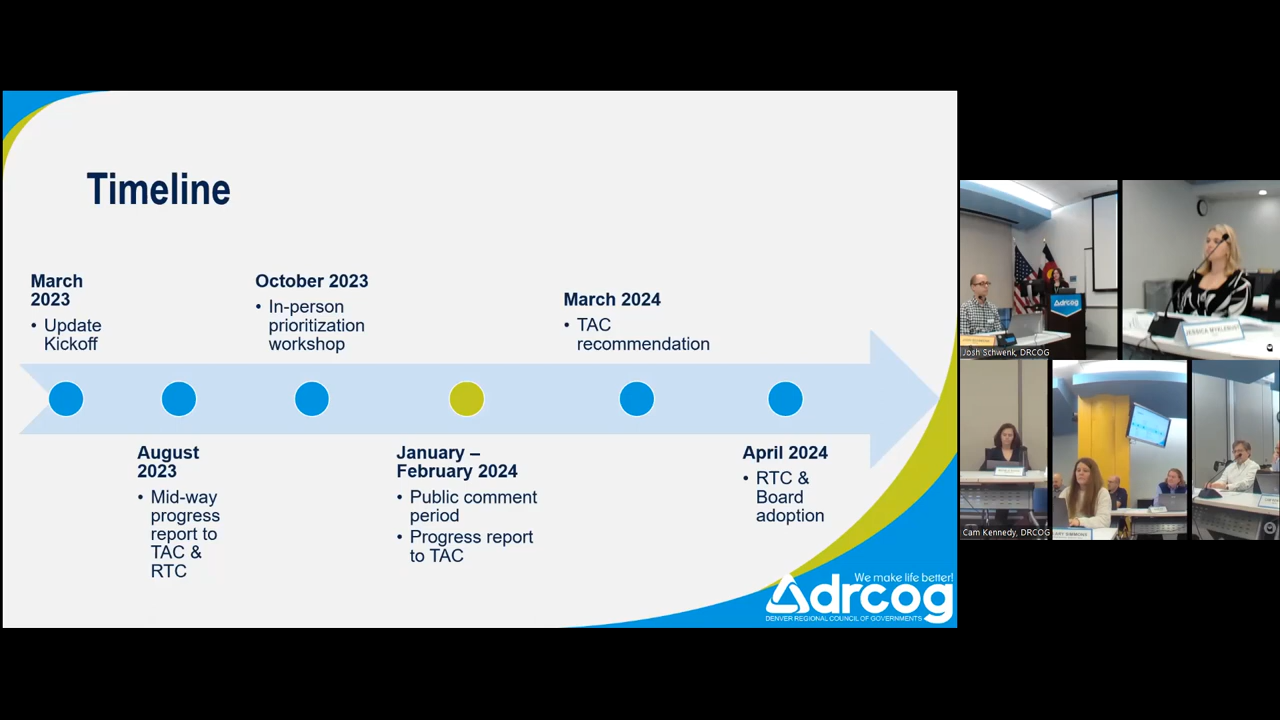 Timeline
March
2023
• Update
Kickoff
October 2023
• In-person
prioritization
workshop
March 2024
• TAC
recommendation
August
2023
• Mid-way
progress
report to
TAC &
RTC
January –
February 2024
• Public comment
period
• Progress report
to TAC
April 2024
• RTC &
Board
adoption
We make life better!
drcog
DENVER REGIONAL COUNCIL OF GOVERNMENTS
drcog
Josh Schwenk, DRCOG
Cam Kennedy, DRCOG